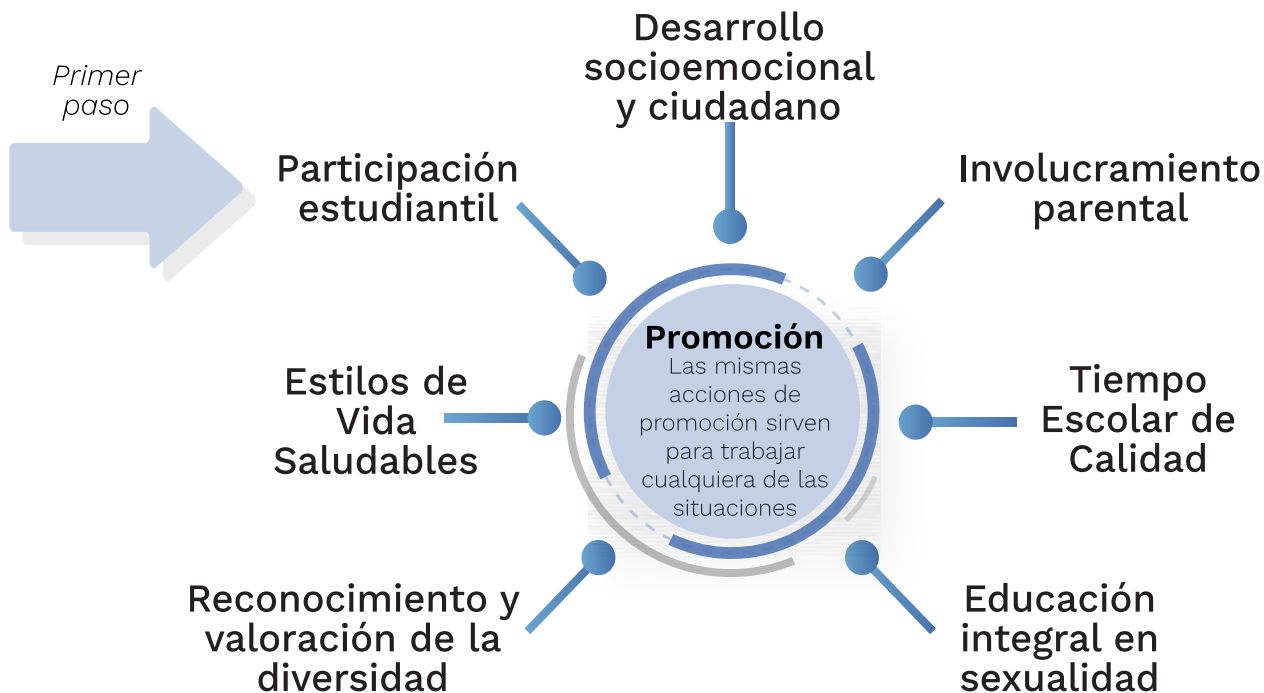 Primer
paso
Desarrollo
socioemocional
y ciudadano
Participación
estudiantil
Involucramiento
parental
Promoción
Las mismas
acciones de
promoción sirven
para trabajar
cualquiera de las
situaciones
Estilos de
Vida
Saludables
Tiempo
Escolar de
Calidad
Reconocimiento y
valoración de la
diversidad
Educación
integral en
sexualidad